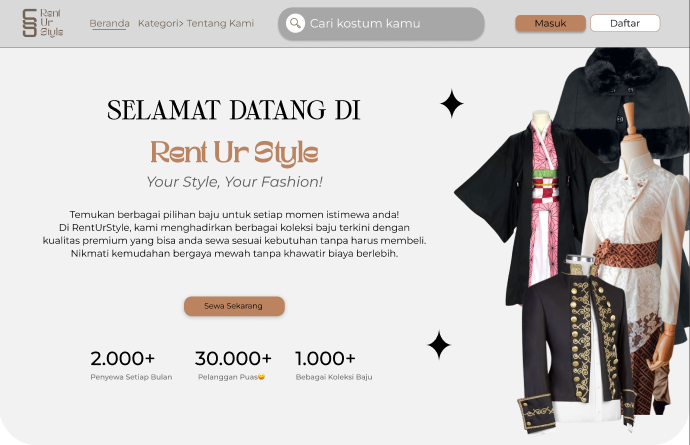 Rent
Ur
Style
Beranda
Kategori>
Tentang Kami
Cari kostum kamu
Masuk
Daftar
SELAMAT DATANG DI
Rent Ur Style
Your Style, Your Fashion!
Temukan berbagai pilihan baju untuk setiap momen istimewa anda!
Di RentUrStyle, kami menghadirkan berbagai koleksi baju terkini dengan
kualitas premium yang bisa anda sewa sesuai kebutuhan tanpa harus membeli.
Nikmati kemudahan bergaya mewah tanpa khawatir biaya berlebih.
Sewa Sekarang
2.000+
Penyewa Setiap Bulan
30.000+
Pelanggan Puas😄
1.000+
Bebagai Koleksi Baju